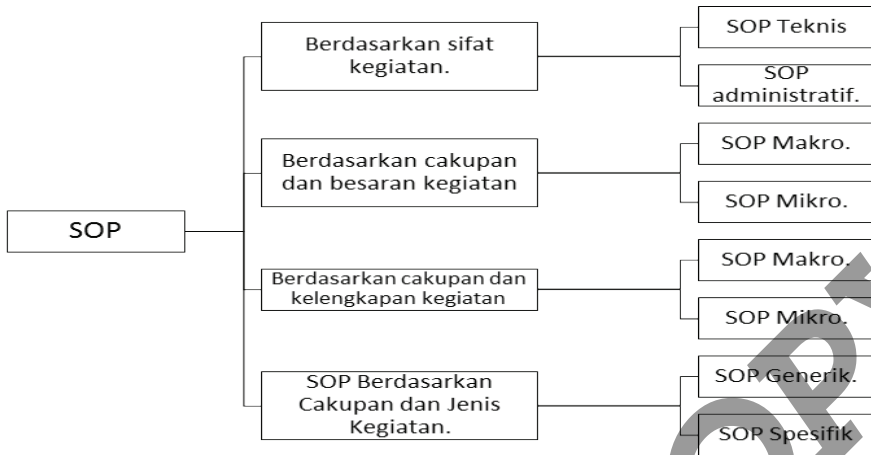 SOP
Berdasarkan sifat
kegiatan.
SOP Teknis
SOP
administratif.
Berdasarkan cakupan
dan besaran kegiatan
SOP Makro.
SOP Mikro.
Berdasarkan cakupan dan
kelengkapan kegiatan
SOP Makro.
SOP Mikro.
SOP Berdasarkan
Cakupan dan Jenis
Kegiatan.
SOP Generik.
SOP Spesifik
OPY